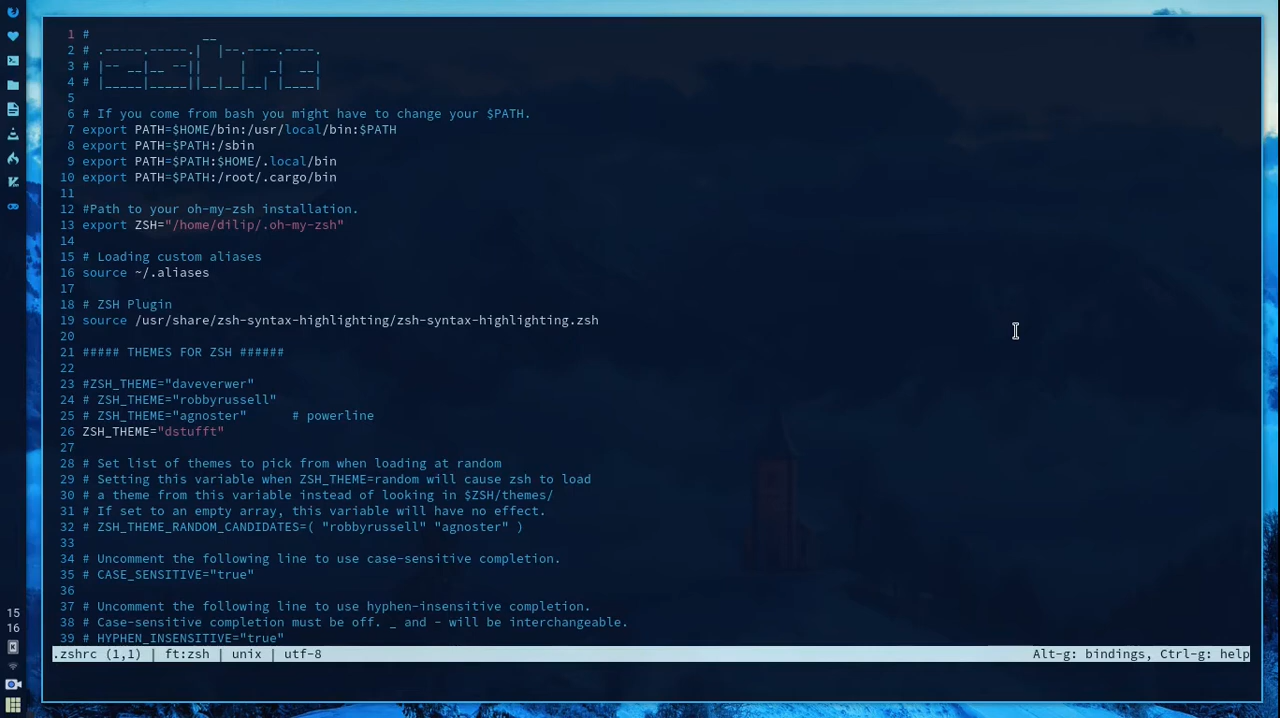 1 #               __
2 # .-----.-----.|  |--.----.----.
3 # |-- __|__ --||     |   _|  __|
4 # |_____|_____||__|__|__| |____|
5
6 # If you come from bash you might have to change your $PATH.
7 export PATH=$HOME/bin:/usr/local/bin:$PATH
8 export PATH=$PATH:/sbin
9 export PATH=$PATH:$HOME/.local/bin
10 export PATH=$PATH:/root/.cargo/bin
11
12 #Path to your oh-my-zsh installation.
13 export ZSH="/home/dilip/.oh-my-zsh"
14
15 # Loading custom aliases
16 source ~/.aliases
17
18 # ZSH Plugin
19 source /usr/share/zsh-syntax-highlighting/zsh-syntax-highlighting.zsh
20
21 ##### THEMES FOR ZSH ######
22
23 #ZSH_THEME="daveverwer"
24 # ZSH_THEME="robbyrussell"
25 # ZSH_THEME="agnoster"      # powerline
26 ZSH_THEME="dstufft"
27
28 # Set list of themes to pick from when loading at random
29 # Setting this variable when ZSH_THEME=random will cause zsh to load
30 # a theme from this variable instead of looking in $ZSH/themes/
31 # If set to an empty array, this variable will have no effect.
32 # ZSH_THEME_RANDOM_CANDIDATES=( "robbyrussell" "agnoster" )
33
34 # Uncomment the following line to use case-sensitive completion.
35 # CASE_SENSITIVE="true"
36
37 # Uncomment the following line to use hyphen-insensitive completion.
38 # Case-sensitive completion must be off. _ and - will be interchangeable.
39 # HYPHEN_INSENSITIVE="true"
.zshrc (1,1) | ft:zsh | unix | utf-8 Alt-g: bindings, Ctrl-g: help
15
16